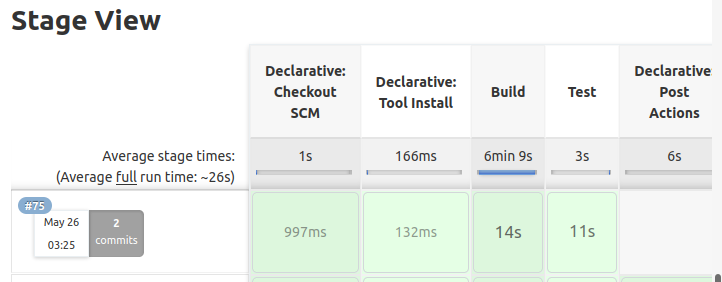 Stage View
Declarative: Checkout SCM
Declarative: Tool Install
Build
Test
Declarative: Post Actions
Average stage times:
(Average full run time: ~26s)
1s
166ms
6min 9s
3s
6s
#75
May 26
03:25
2
commits
997ms
132ms
14s
11s